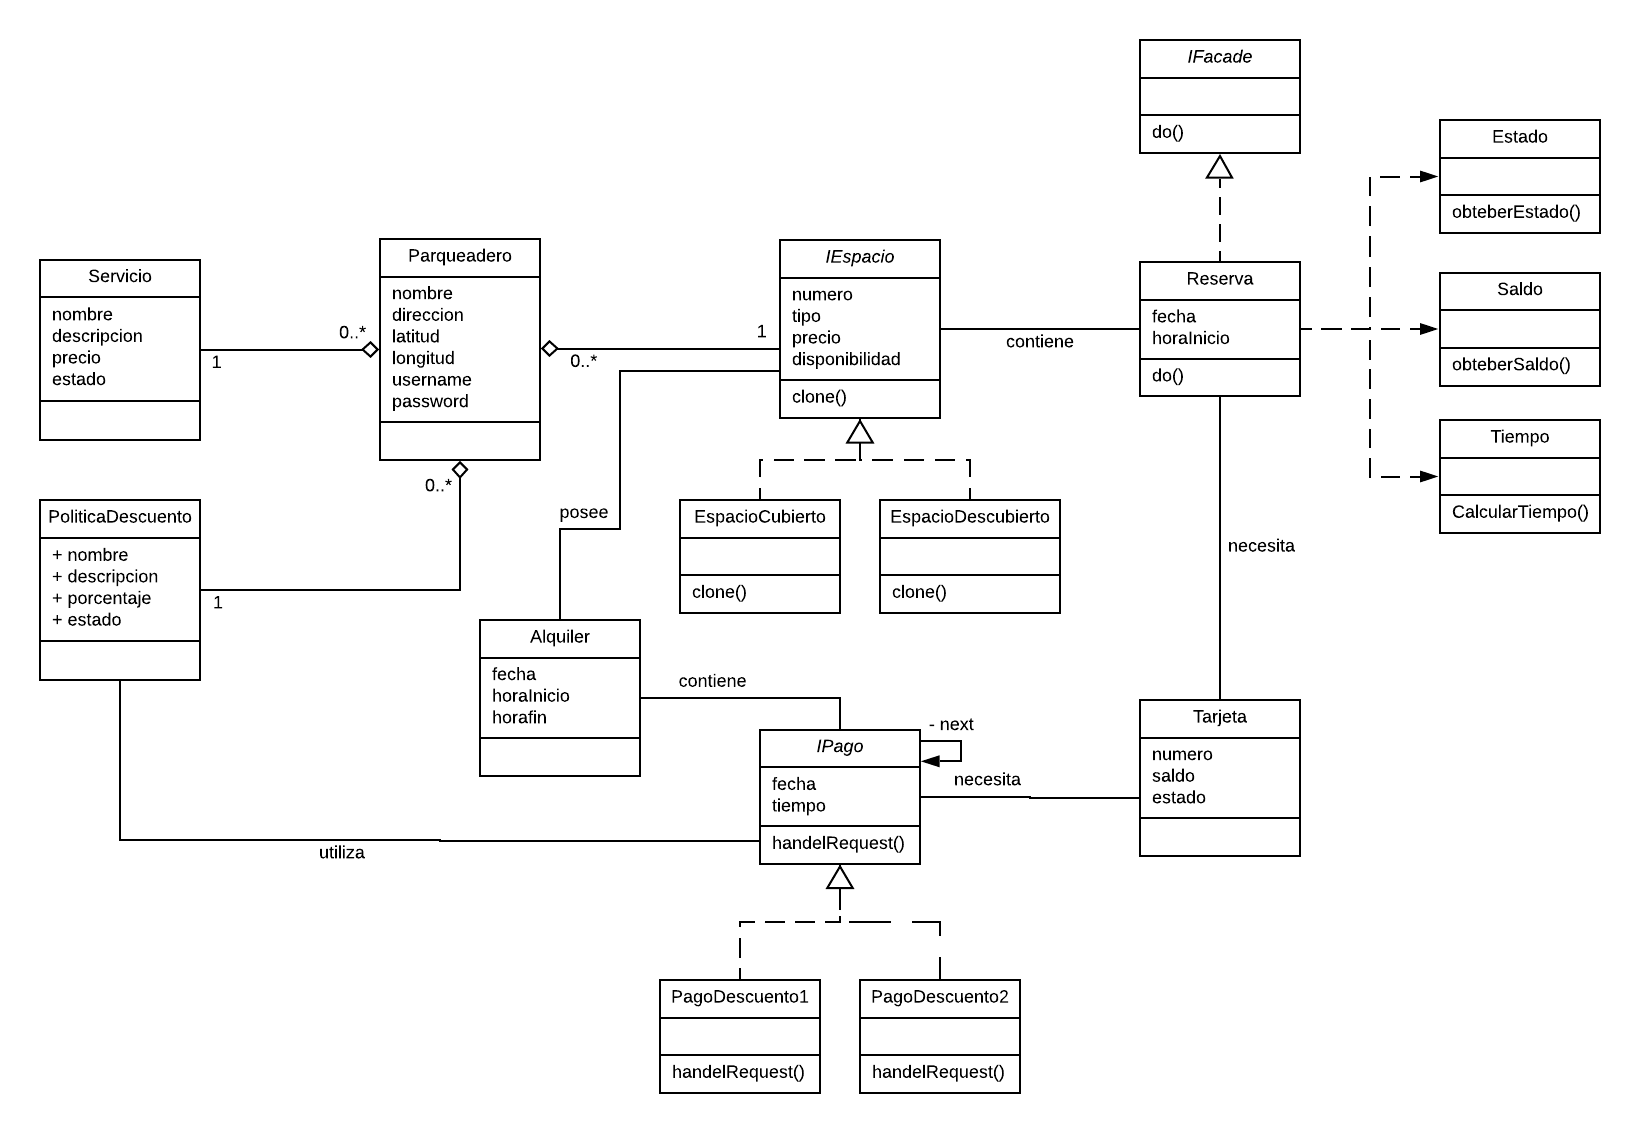 IFacade
do()
Estado
obteberEstado()
Servicio
nombre
descripcion
precio
estado
1
0..*
Parqueadero
nombre
direccion
latitud
longitud
username
password
0..*
1
IEspacio
numero
tipo
precio
disponibilidad
clone()
contiene
Reserva
fecha
horaInicio
do()
Saldo
obteberSaldo()
Tiempo
CalcularTiempo()
0..*
PoliticaDescuento
+ nombre
+ descripcion
+ porcentaje
+ estado
1
posee
EspacioCubierto
clone()
EspacioDescubierto
clone()
necesita
Alquiler
fecha
horaInicio
horafin
contiene
- next
IPago
fecha
tiempo
handelRequest()
necesita
Tarjeta
numero
saldo
estado
utiliza
PagoDescuento1
handelRequest()
PagoDescuento2
handelRequest()